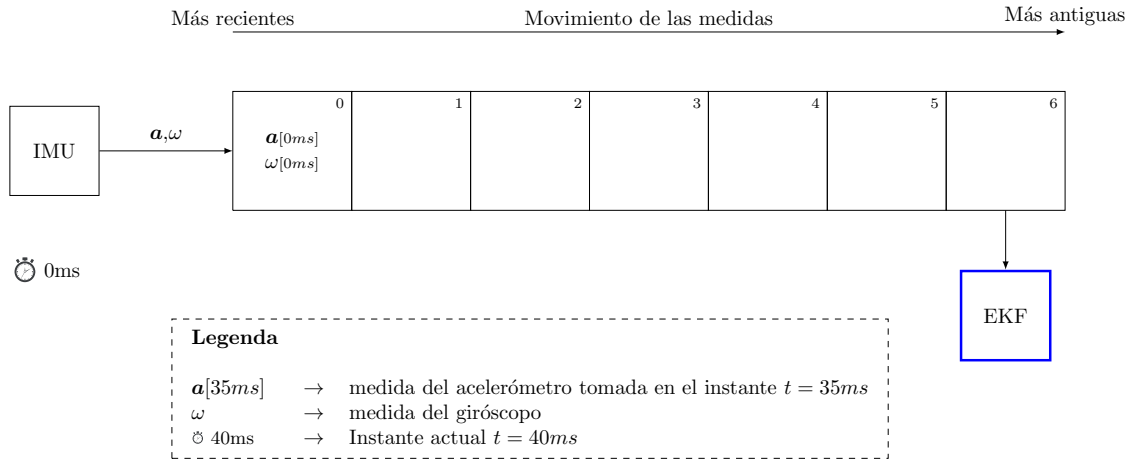 Más recientes Movimiento de las medidas Más antiguas
0 1 2 3 4 5 6
IMU
a,ω
a[0ms]
ω[0ms]
⏱ 0ms
EKF
Legenda
a[35ms] → medida del acelerómetro tomada en el instante t = 35ms
ω → medida del giróscopo
⏱ 40ms → Instante actual t = 40ms